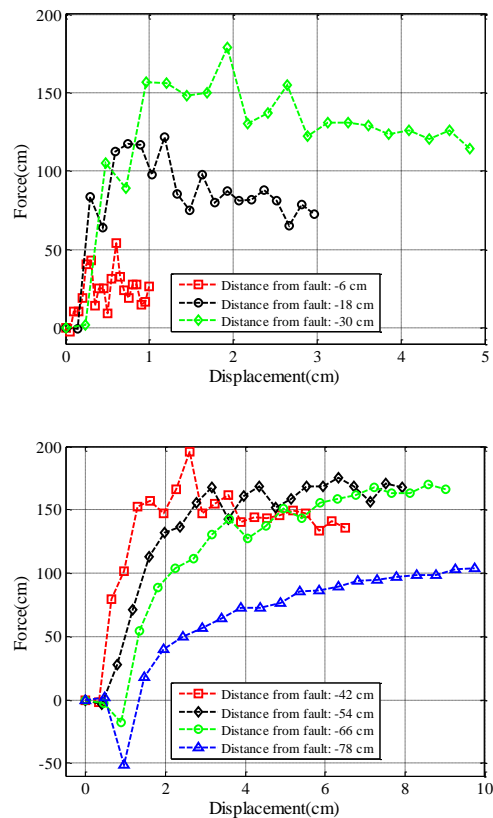 200
150
100
50
0
Force(cm)
Distance from fault: -6 cm
Distance from fault: -18 cm
Distance from fault: -30 cm
0 1 2 3 4 5
Displacement(cm)
200
150
100
50
0
-50
Force(cm)
Distance from fault: -42 cm
Distance from fault: -54 cm
Distance from fault: -66 cm
Distance from fault: -78 cm
0 2 4 6 8 10
Displacement(cm)